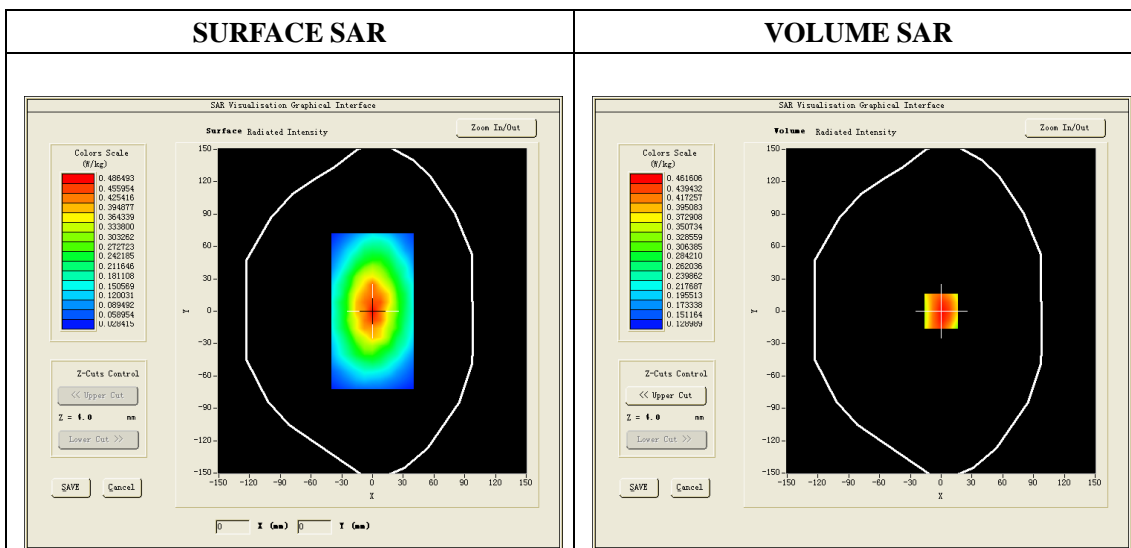 SURFACE SAR
VOLUME SAR
SAR Visualisation Graphical Interface
Surface Radiated Intensity
Zoom In/Out
Colors Scale
(W/kg)
0.486493
0.455954
0.425416
0.394877
0.364339
0.333800
0.303262
0.272723
0.242185
0.211646
0.181108
0.150569
0.120031
0.089492
0.058954
0.028415
150
120
90
60
30
0
-30
-60
-90
-120
-150
Y
-150 -120 -90 -60 -30 0 30 60 90 120 150
X
Z-Cuts Control
<< Upper Cut
Z = 4.0 mm
Lower Cut >>
SAVE Cancel
0 X (mm) 0 Y (mm)
SAR Visualisation Graphical Interface
Volume Radiated Intensity
Zoom In/Out
Colors Scale
(W/kg)
0.461606
0.439432
0.417257
0.395083
0.372908
0.350734
0.328559
0.306385
0.284210
0.262036
0.239862
0.217687
0.195513
0.173338
0.151164
0.128989
150
120
90
60
30
0
-30
-60
-90
-120
-150
Y
-150 -120 -90 -60 -30 0 30 60 90 120 150
X
Z-Cuts Control
<< Upper Cut
Z = 4.0 mm
Lower Cut >>
SAVE Cancel